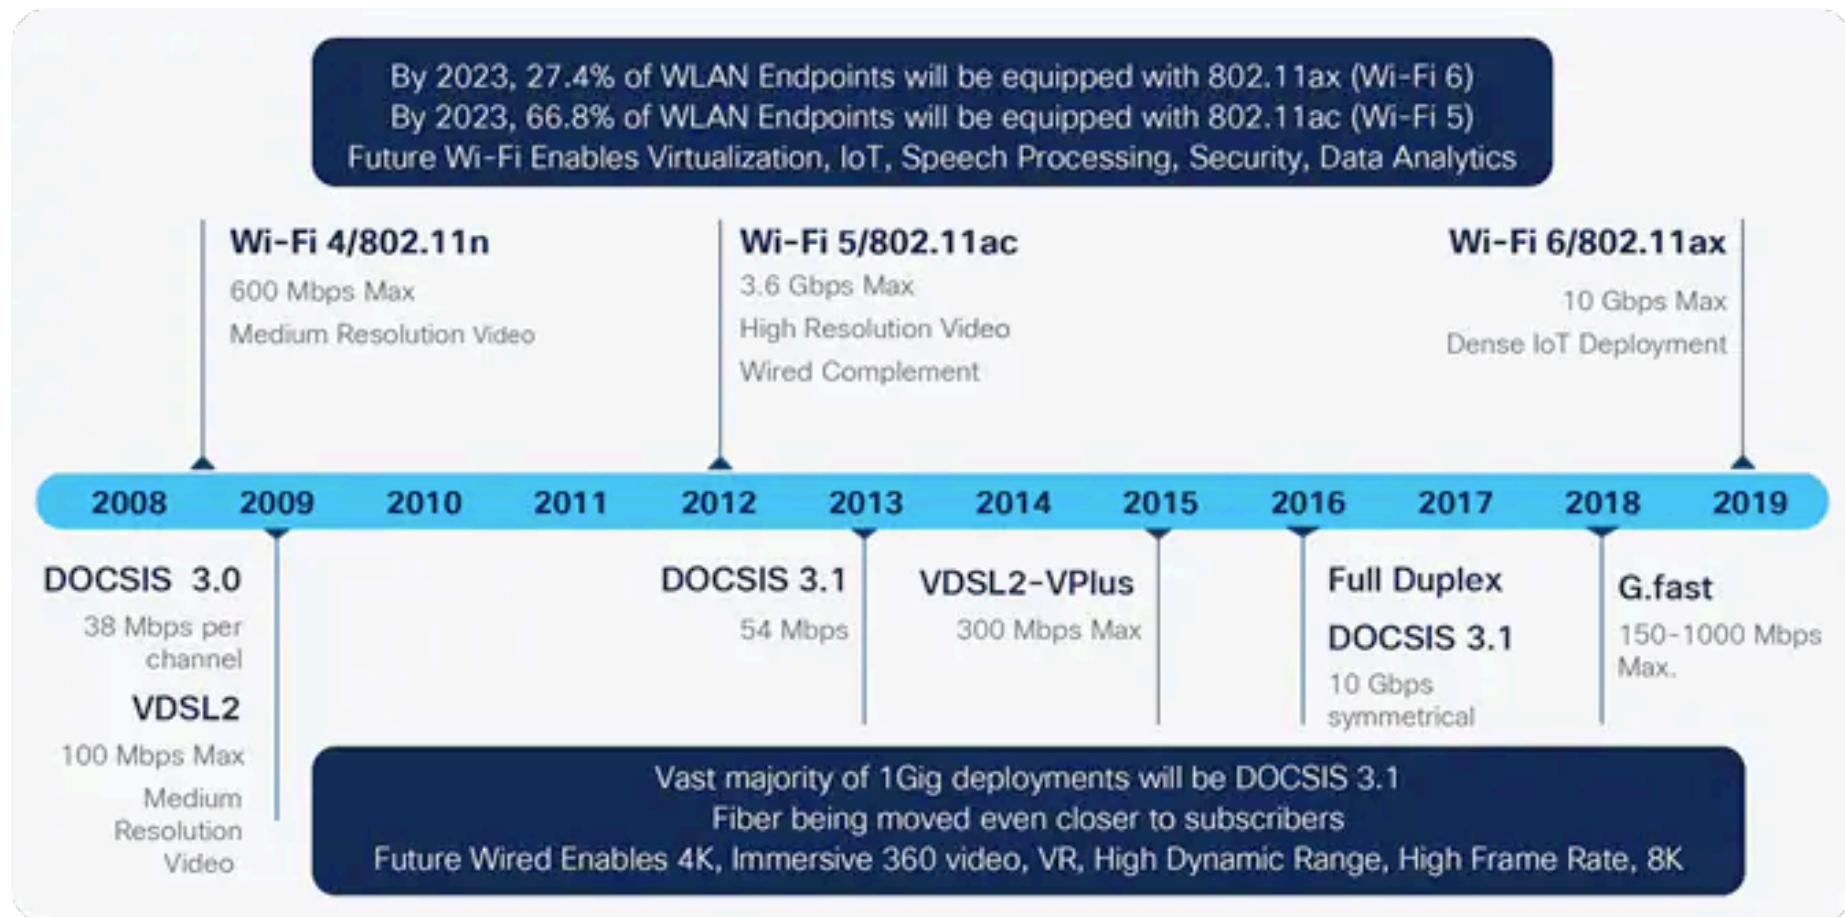 By 2023, 27.4% of WLAN Endpoints will be equipped with 802.11ax (Wi-Fi 6)
By 2023, 66.8% of WLAN Endpoints will be equipped with 802.11ac (Wi-Fi 5)
Future Wi-Fi Enables Virtualization, IoT, Speech Processing, Security, Data Analytics
Wi-Fi 4/802.11n
600 Mbps Max
Medium Resolution Video
Wi-Fi 5/802.11ac
3.6 Gbps Max
High Resolution Video
Wired Complement
Wi-Fi 6/802.11ax
10 Gbps Max
Dense IoT Deployment
2008 2009 2010 2011 2012 2013 2014 2015 2016 2017 2018 2019
DOCSIS 3.0
38 Mbps per
channel
VDSL2
100 Mbps Max
Medium
Resolution
Video
DOCSIS 3.1
54 Mbps
VDSL2-VPlus
300 Mbps Max
Full Duplex
DOCSIS 3.1
10 Gbps
symmetrical
G.fast
150-1000 Mbps
Max.
Vast majority of 1Gig deployments will be DOCSIS 3.1
Fiber being moved even closer to subscribers
Future Wired Enables 4K, Immersive 360 video, VR, High Dynamic Range, High Frame Rate, 8K